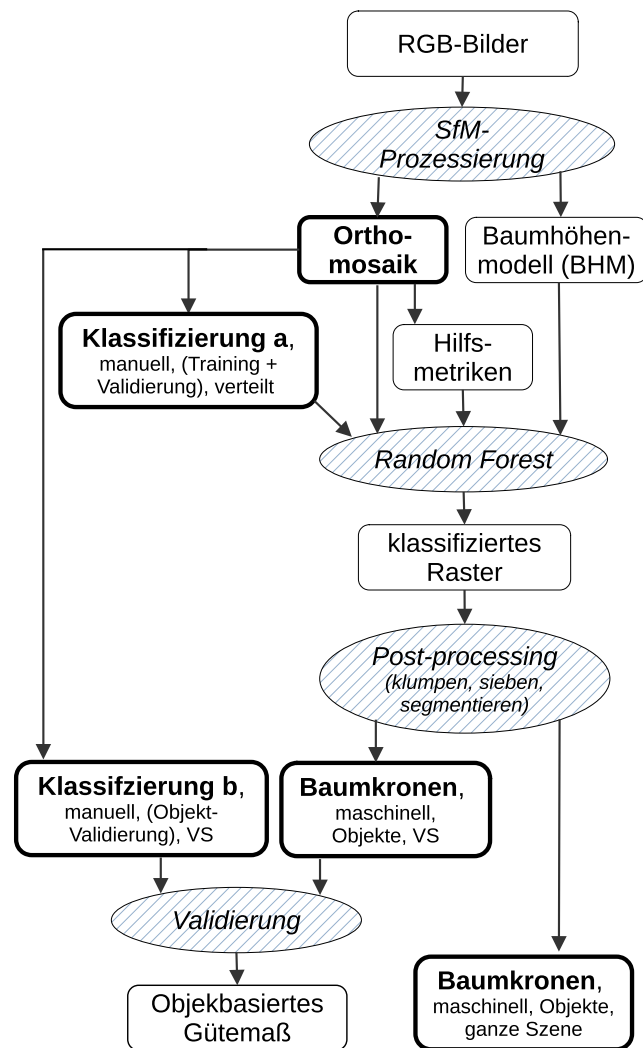 RGB-Bilder
SfM-
Prozessierung
Ortho-
mosaik
Baumhöhen-
modell (BHM)
Klassifizierung a,
manuell, (Training +
Validierung), verteilt
Hilfs-
metriken
Random Forest
klassifiziertes
Raster
Post-processing
(klumpen, sieben,
segmentieren)
Klassifzierung b,
manuell, (Objekt-
Validierung), VS
Baumkronen,
maschinell,
Objekte, VS
Validierung
Objekbasiertes
Gütemaß
Baumkronen,
maschinell, Objekte,
ganze Szene